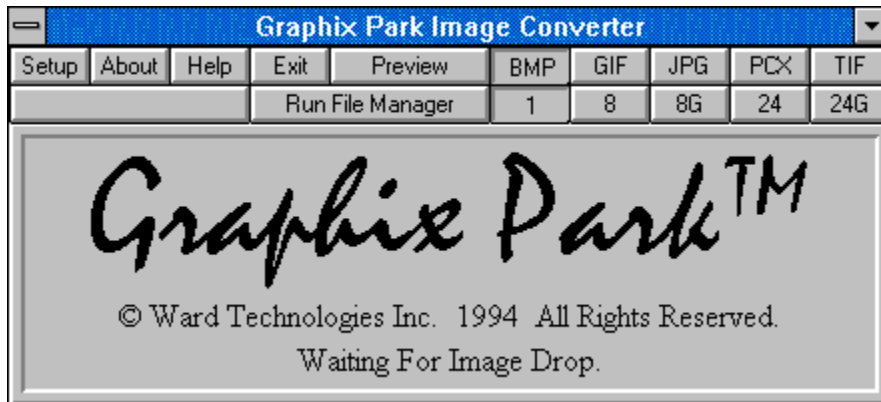 Graphix Park Image Converter
Setup About Help Exit Preview BMP GIF JPG PCX TIF
Run File Manager 1 8 8G 24 24G
Graphix Park™
© Ward Technologies Inc. 1994 All Rights Reserved.
Waiting For Image Drop.